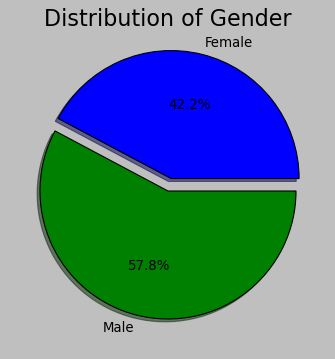 Distribution of Gender
Female
42.2%
57.8%
Male